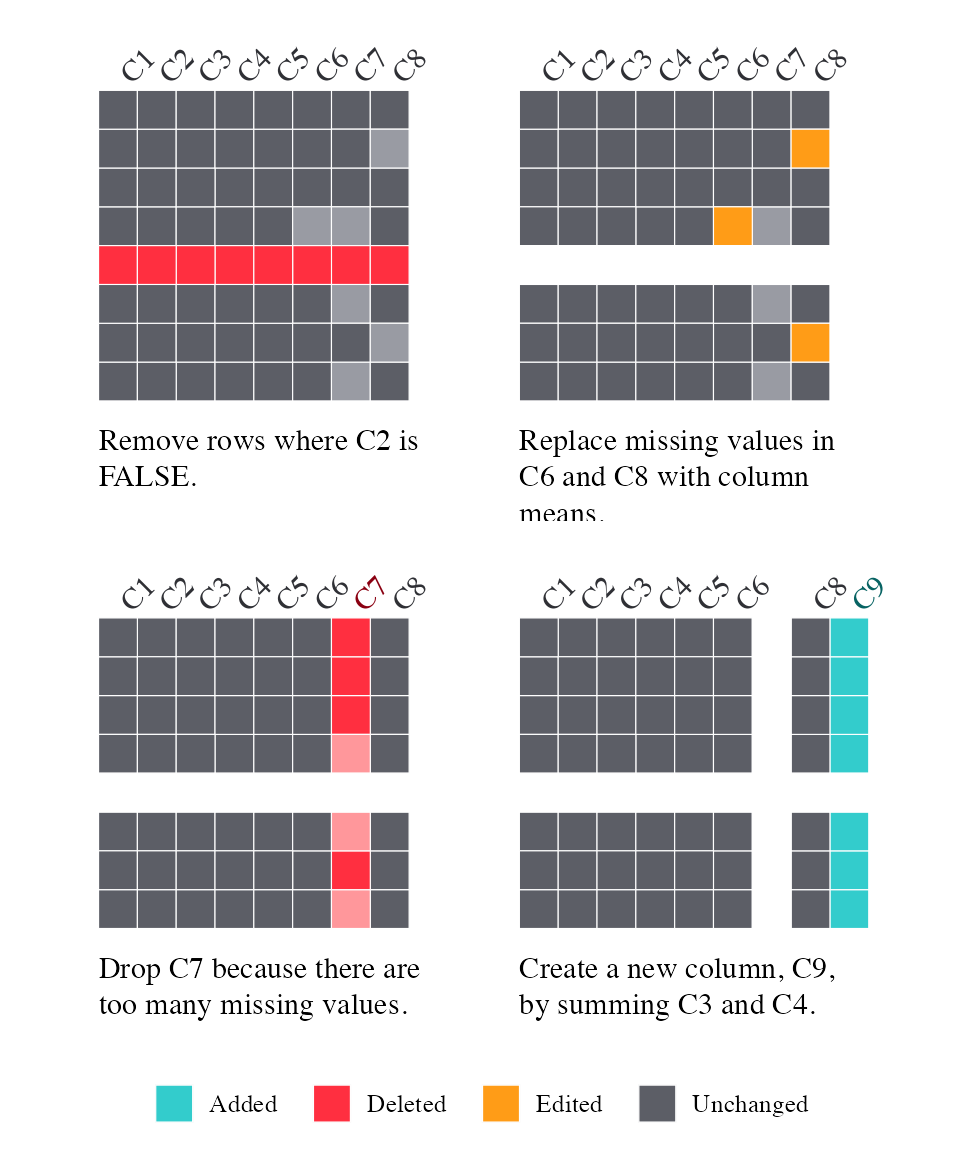 C1 C2 C3 C4 C5 C6 C7 C8
C1 C2 C3 C4 C5 C6 C7 C8
Remove rows where C2 is
FALSE.
Replace missing values in
C6 and C8 with column
means.
C1 C2 C3 C4 C5 C6 C7 C8
C1 C2 C3 C4 C5 C6 C8 C9
Drop C7 because there are
too many missing values.
Create a new column, C9,
by summing C3 and C4.
Added Deleted Edited Unchanged